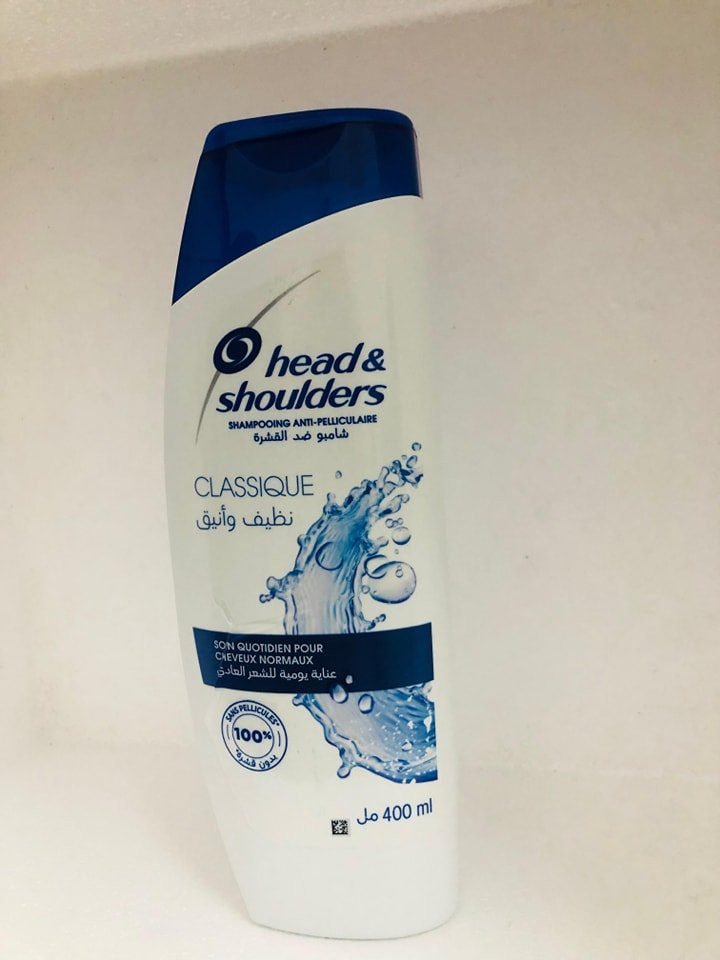 head &
shoulders
SHAMPOOING ANTI-PELLICULAIRE
شامبو ضد القشرة
CLASSIQUE
نظيف وأنيق
SOIN QUOTIDIEN POUR
CHEVEUX NORMAUX
عناية يومية للشعر العادي
SANS PELLICULES*
100%
بدون قشرة*
400 ml مل